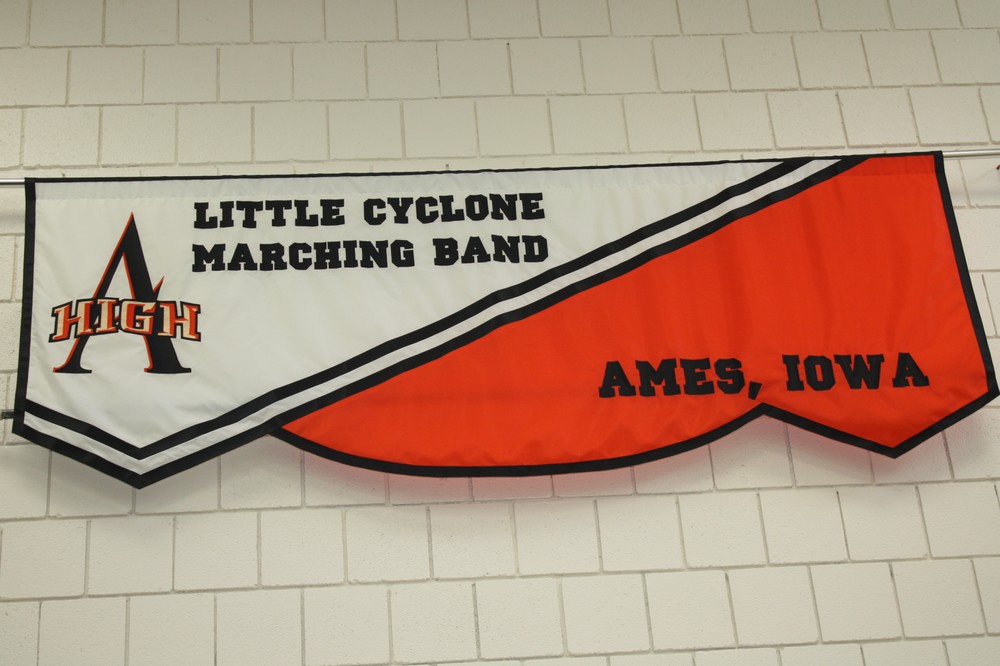 LITTLE CYCLONE
MARCHING BAND
A
HIGH
AMES, IOWA